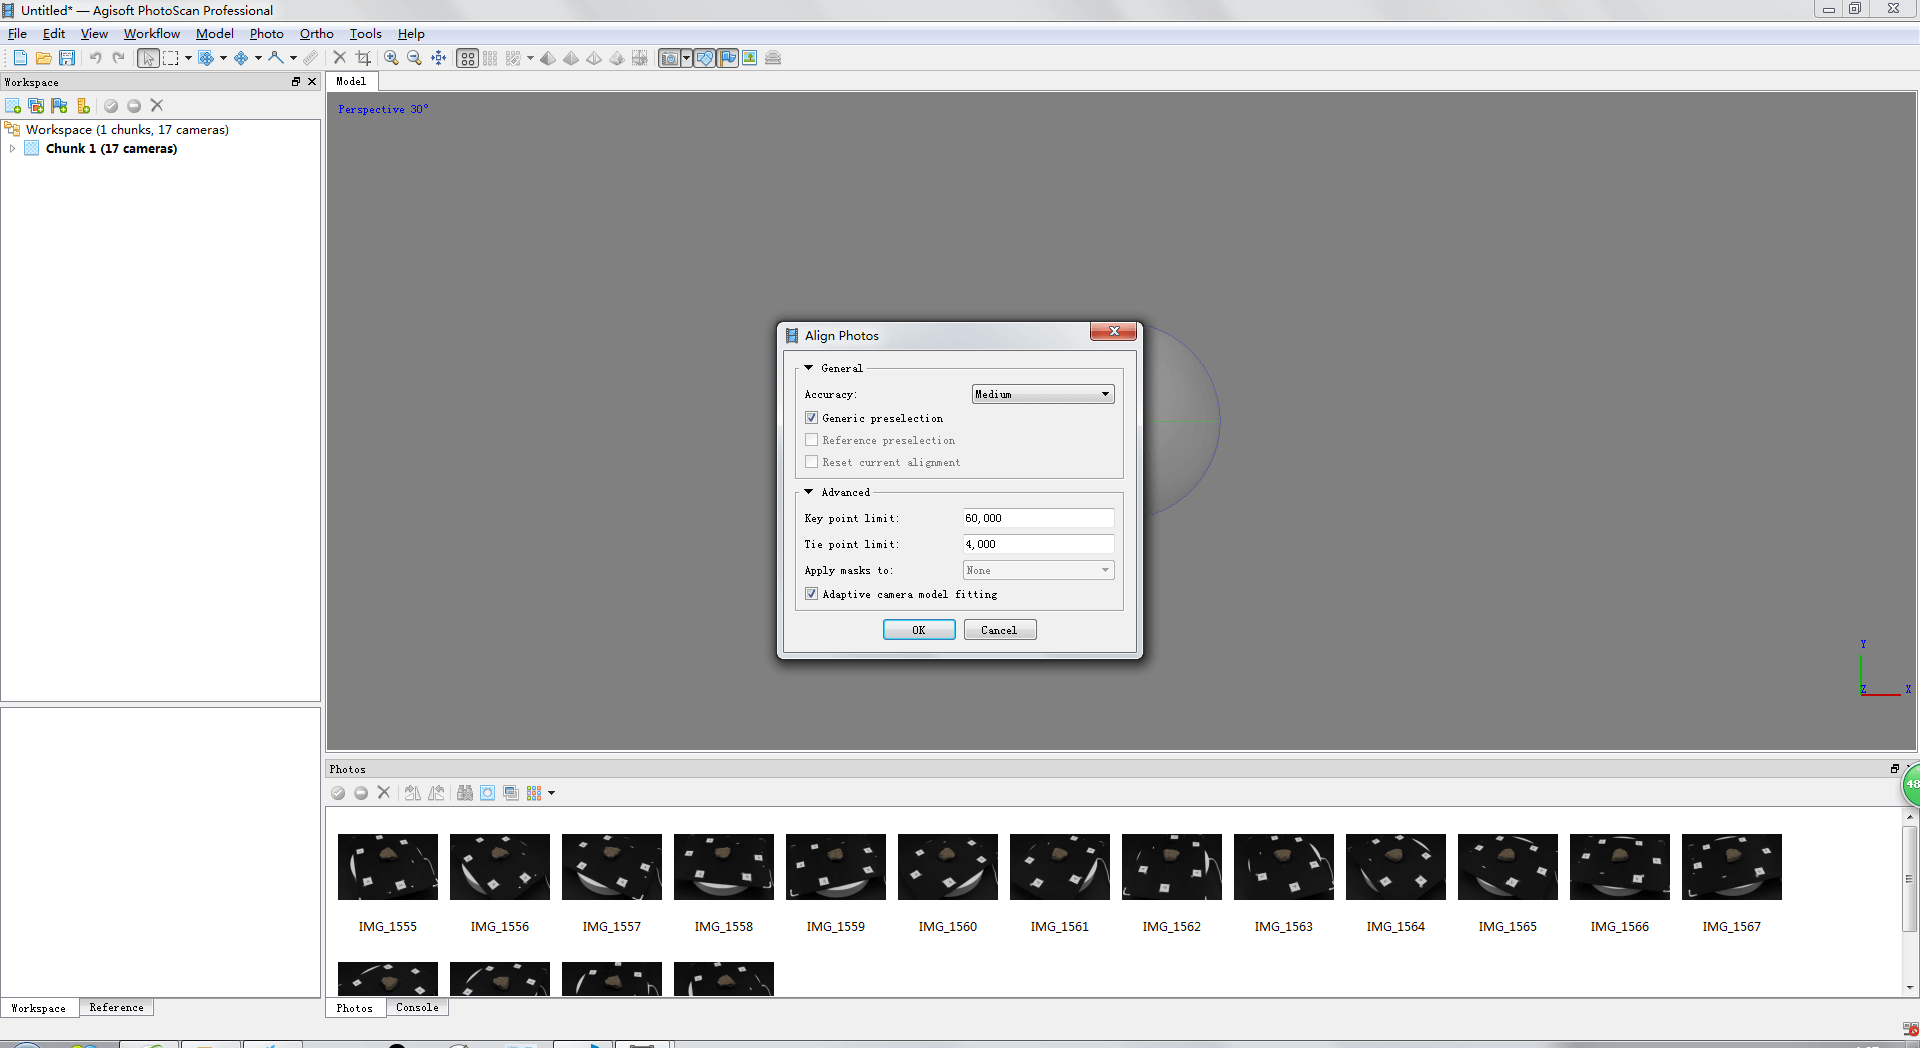 Untitled* — Agisoft PhotoScan Professional
File Edit View Workflow Model Photo Ortho Tools Help
Workspace
Model
Perspective 30°
Workspace (1 chunks, 17 cameras)
Chunk 1 (17 cameras)
Align Photos
General
Accuracy: Medium
Generic preselection
Reference preselection
Reset current alignment
Advanced
Key point limit: 60,000
Tie point limit: 4,000
Apply masks to: None
Adaptive camera model fitting
OK Cancel
Y
Z X
Photos
48
IMG_1555 IMG_1556 IMG_1557 IMG_1558 IMG_1559 IMG_1560 IMG_1561 IMG_1562 IMG_1563 IMG_1564 IMG_1565 IMG_1566 IMG_1567
Workspace Reference
Photos Console